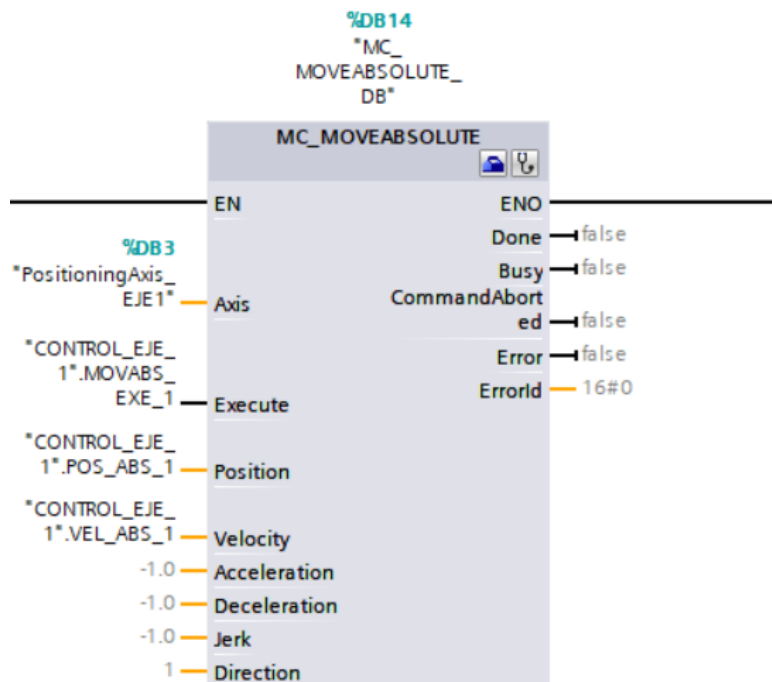 %DB14
"MC_
MOVEABSOLUTE_
DB"
MC_MOVEABSOLUTE
EN
ENO
Done
false
Busy
false
%DB3
"PositioningAxis_
EJE1"
Axis
CommandAbort
ed
false
Error
false
ErrorId
16#0
"CONTROL_EJE_
1".MOVABS_
EXE_1
Execute
"CONTROL_EJE_
1".POS_ABS_1
Position
"CONTROL_EJE_
1".VEL_ABS_1
Velocity
-1.0
Acceleration
-1.0
Deceleration
-1.0
Jerk
1
Direction